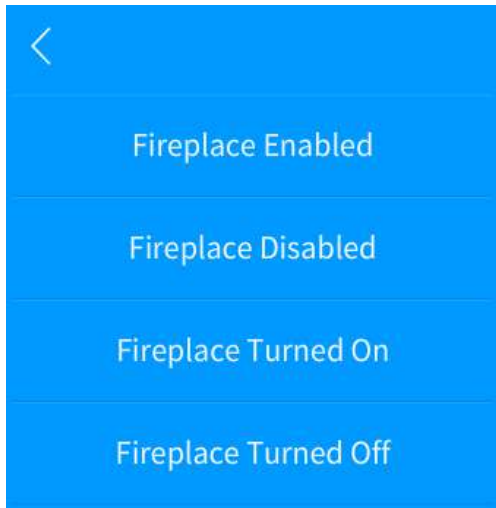 Fireplace Enabled
Fireplace Disabled
Fireplace Turned On
Fireplace Turned Off